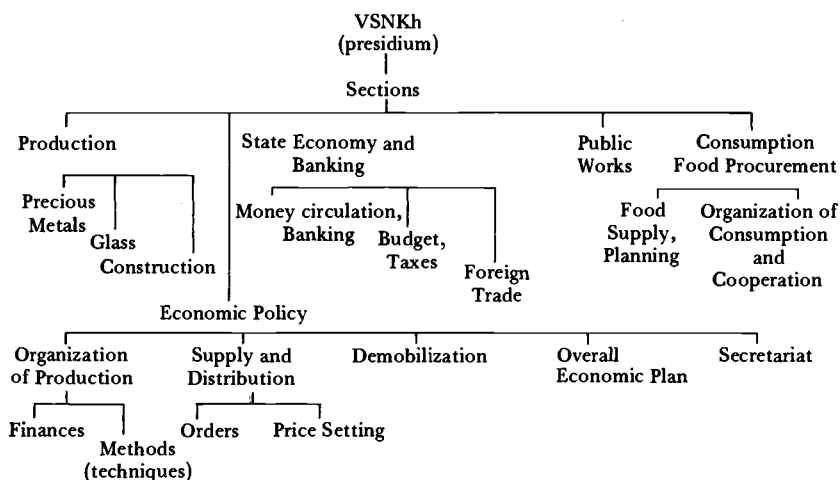 VSNKh
(presidium)
Sections
Production
State Economy and
Banking
Public
Works
Consumption
Food Procurement
Precious
Metals
Glass
Construction
Money circulation,
Banking
Budget,
Taxes
Foreign
Trade
Food
Supply,
Planning
Organization of
Consumption
and
Cooperation
Economic Policy
Organization
of Production
Supply and
Distribution
Demobilization
Overall
Economic Plan
Secretariat
Finances
Methods
(techniques)
Orders
Price Setting